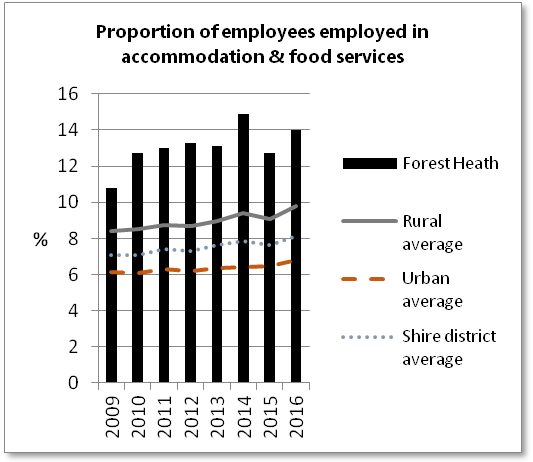 Proportion of employees employed in
accommodation & food services
16
14
12
10
8
6
4
2
0
%
2009
2010
2011
2012
2013
2014
2015
2016
Forest Heath
Rural
average
Urban
average
Shire district
average